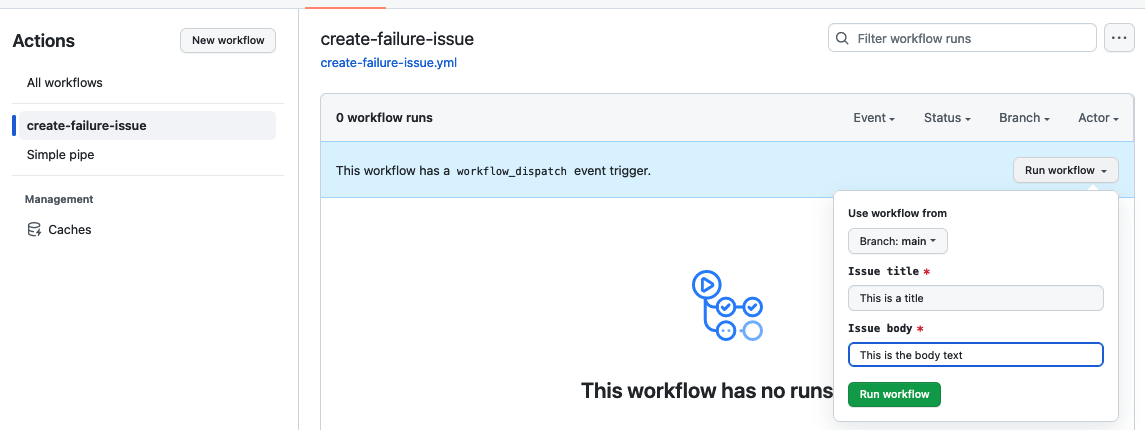 Actions
New workflow
All workflows
create-failure-issue
Simple pipe
Management
Caches
create-failure-issue
create-failure-issue.yml
Filter workflow runs
0 workflow runs
Event
Status
Branch
Actor
This workflow has a workflow_dispatch event trigger.
Run workflow
Use workflow from
Branch: main
Issue title *
This is a title
Issue body *
This is the body text
Run workflow
This workflow has no runs